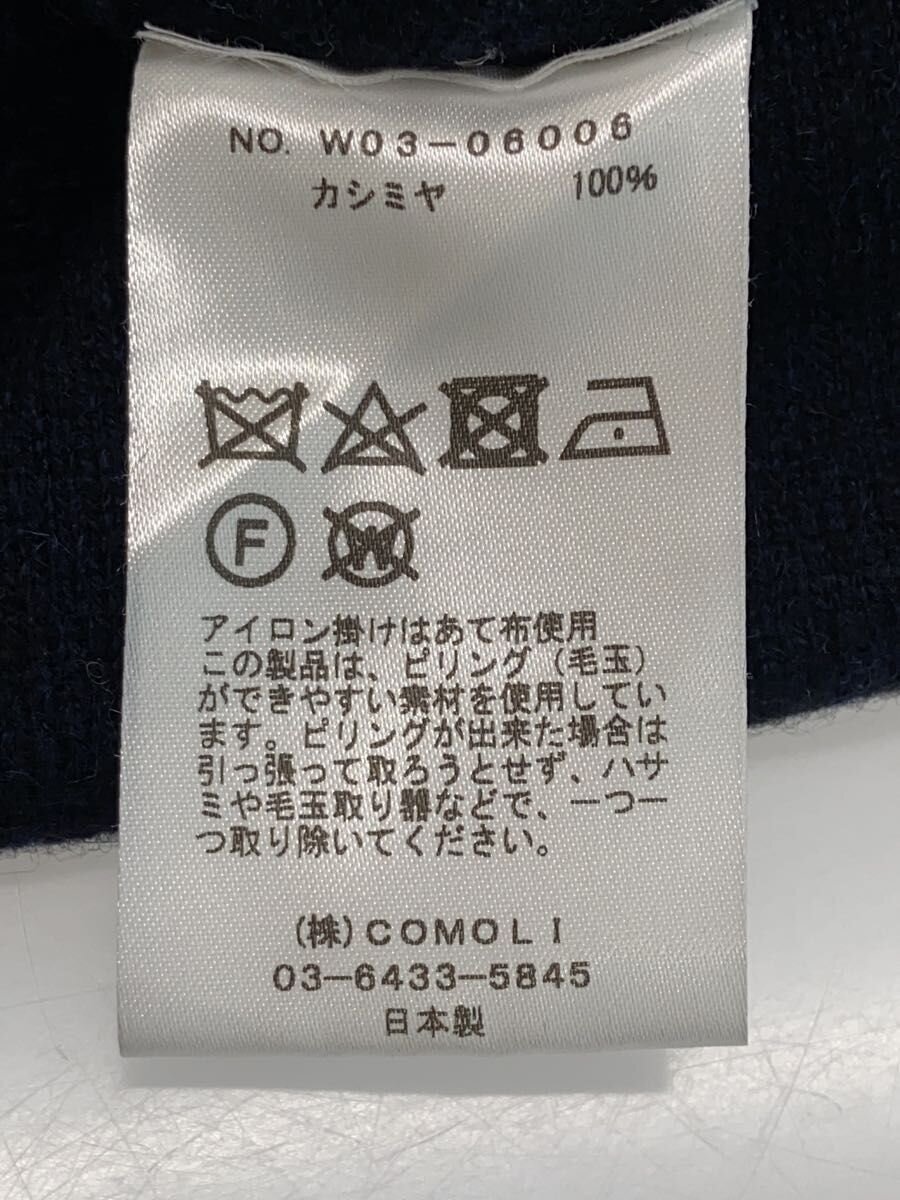 NO. W03-06006
カシミヤ 100%
F
W
アイロン掛けはあて布使用
この製品は、ピリング（毛玉）
ができやすい素材を使用してい
ます。ピリングが出来た場合は
引っ張って取ろうとせず、ハサ
ミや毛玉取り器などで、一つ一
つ取り除いてください。
(株)COMOLI
03-6433-5845
日本製